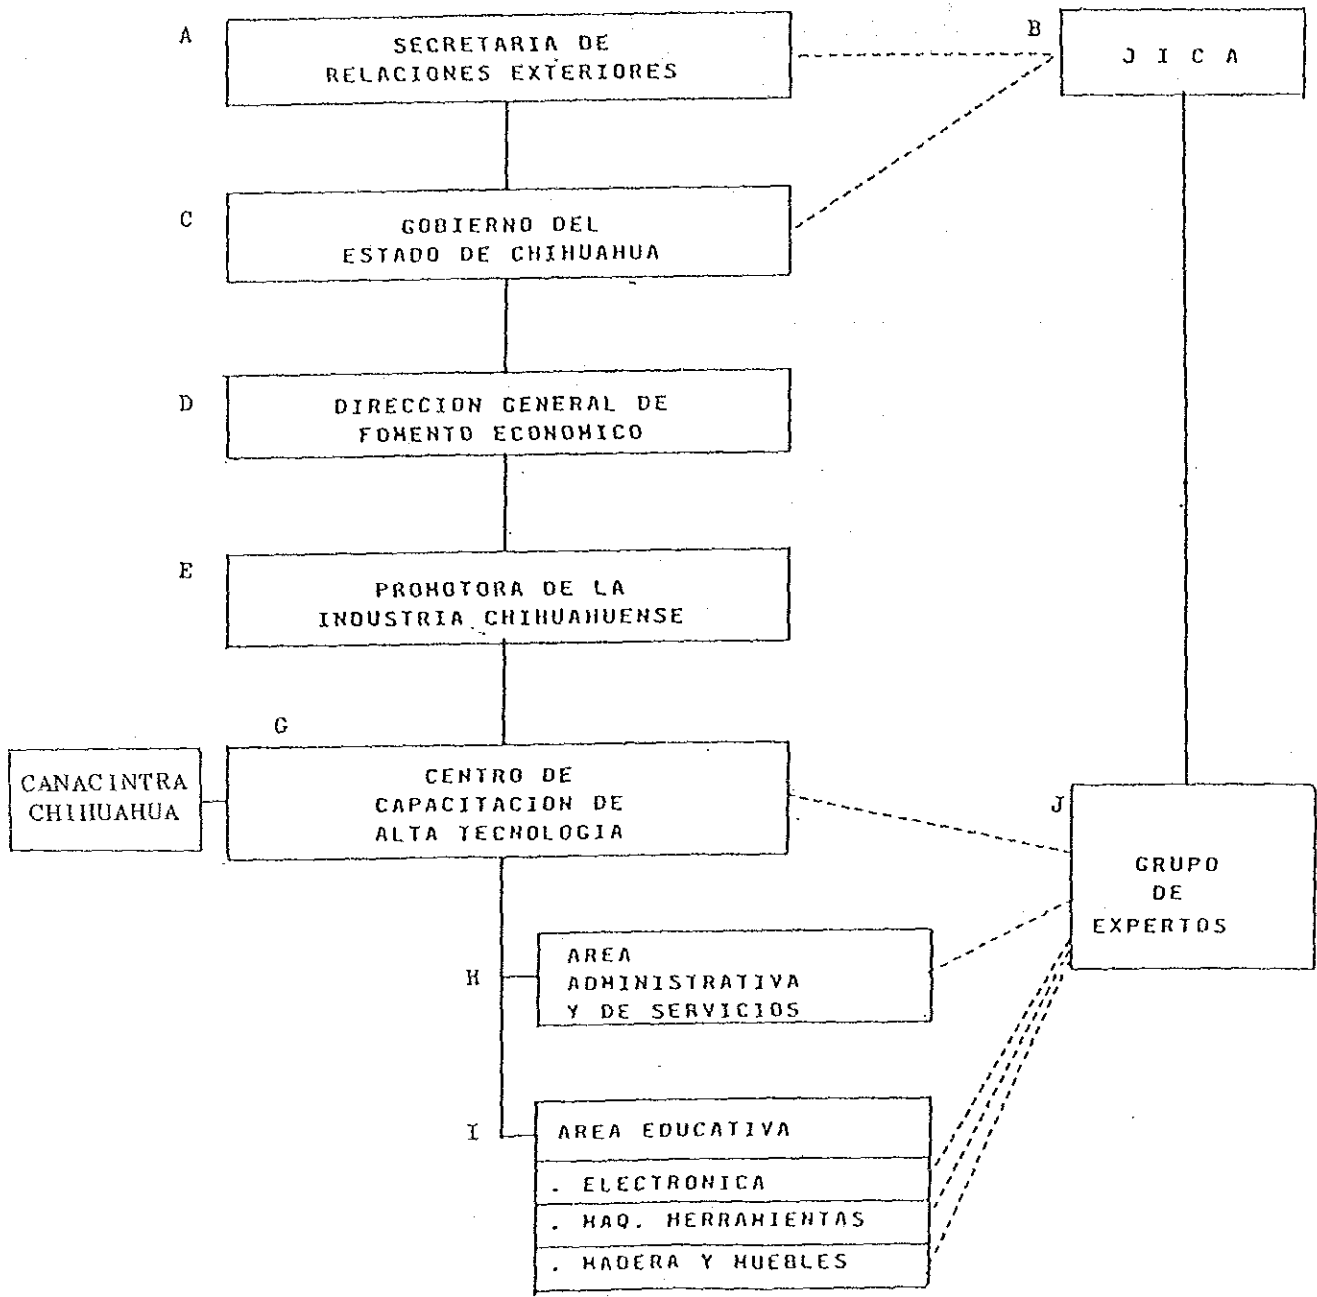 A
SECRETARIA DE
RELACIONES EXTERIORES
B
J I C A
C
GOBIERNO DEL
ESTADO DE CHIHUAHUA
D
DIRECCION GENERAL DE
FOMENTO ECONOMICO
E
PROMOTORA DE LA
INDUSTRIA CHIHUAHUENSE
G
CANACINTRA
CHIHUAHUA
CENTRO DE
CAPACITACION DE
ALTA TECNOLOGIA
J
GRUPO
DE
EXPERTOS
H
AREA
ADMINISTRATIVA
Y DE SERVICIOS
I
AREA EDUCATIVA
. ELECTRONICA
. MAQ. HERRAMIENTAS
. MADERA Y MUEBLES